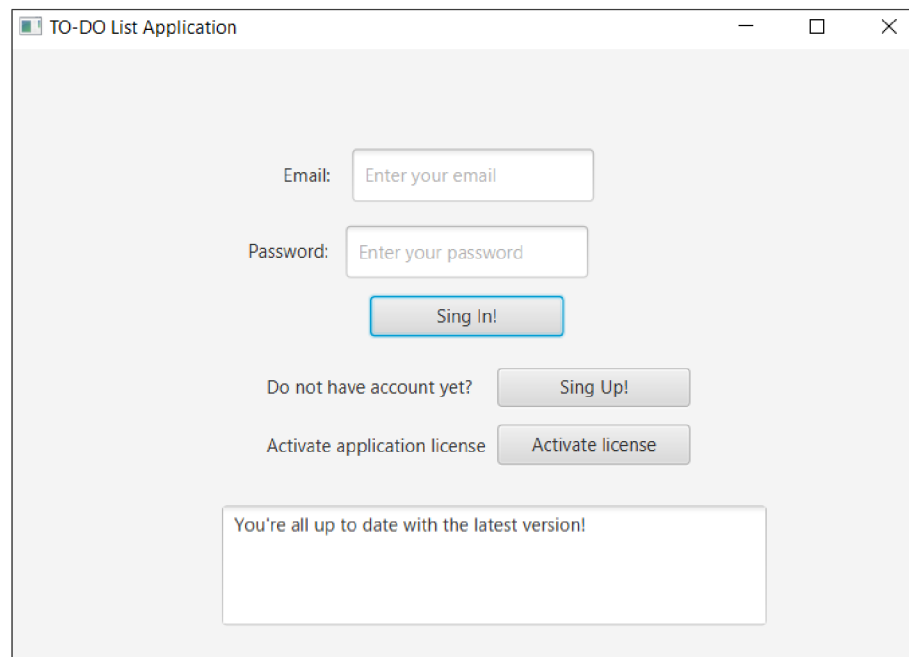 TO-DO List Application
Email: Enter your email
Password: Enter your password
Sing In!
Do not have account yet? Sing Up!
Activate application license Activate license
You're all up to date with the latest version!